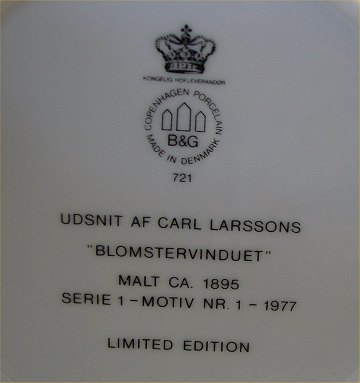 KONGELIG HOFLEVERANDØR
COPENHAGEN PORCELAIN
B&G
MADE IN DENMARK
721
UDSNIT AF CARL LARSSONS
"BLOMSTERVINDUET"
MALT CA. 1895
SERIE 1 - MOTIV NR. 1 - 1977
LIMITED EDITION